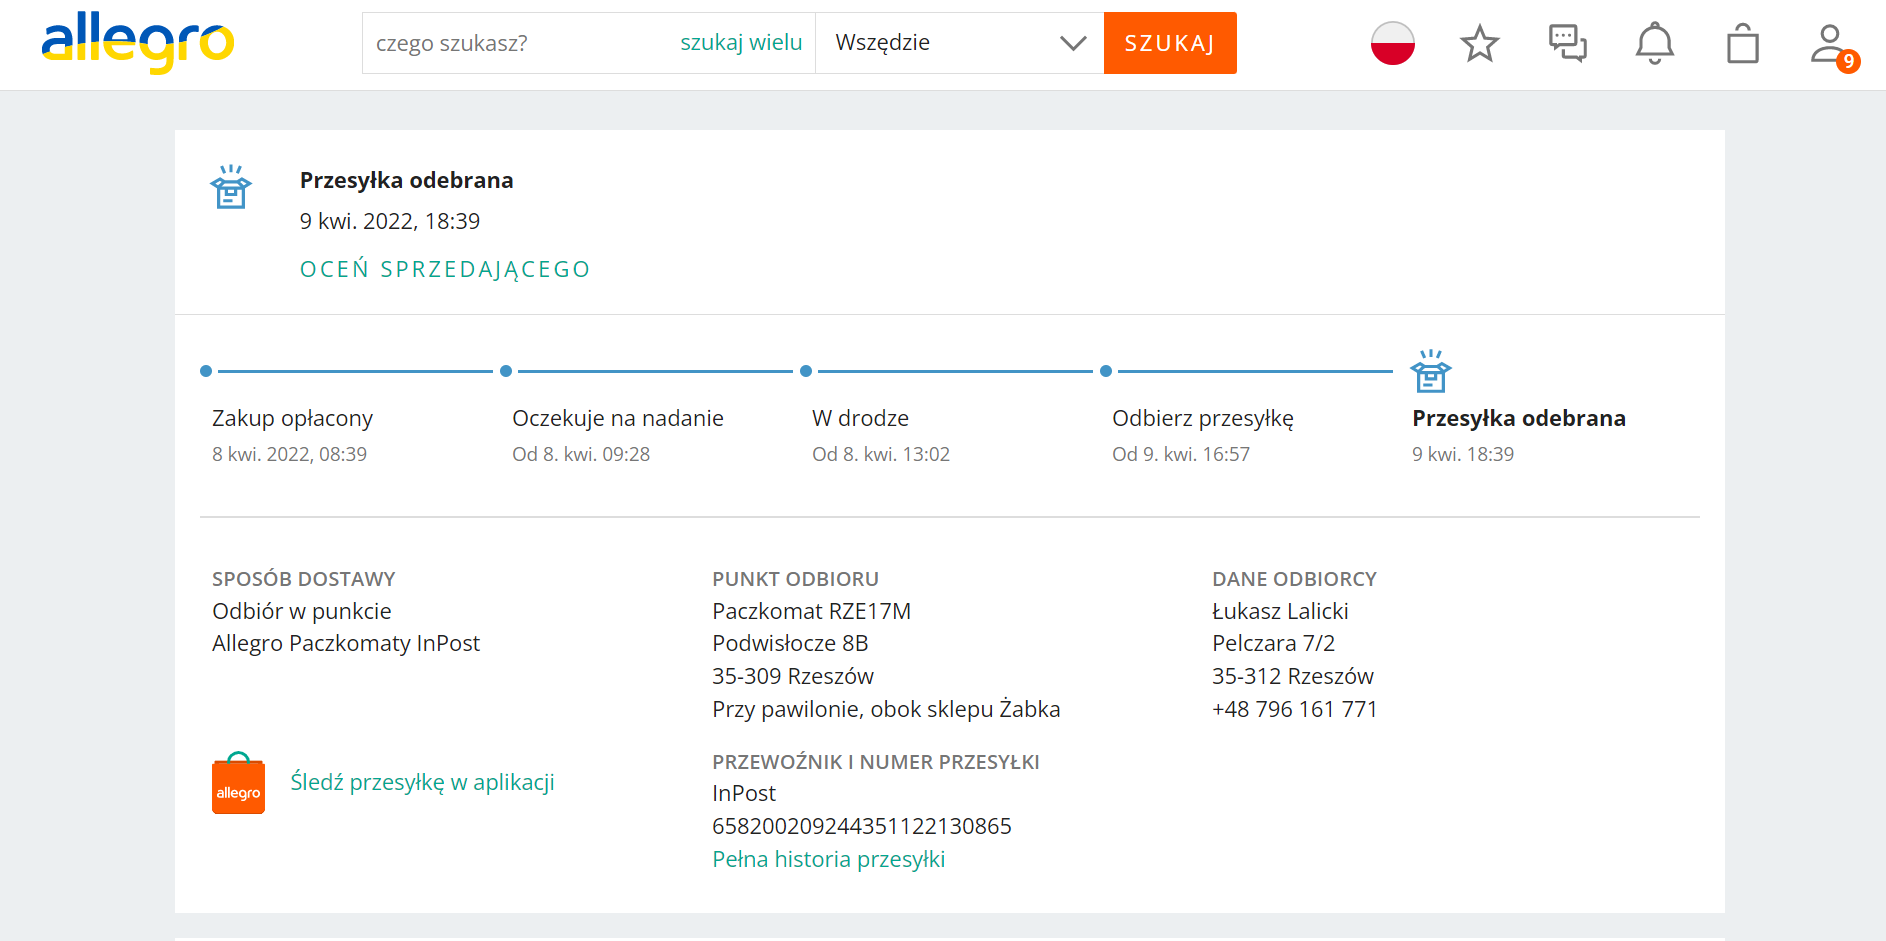 allegro
czego szukasz?
szukaj wielu
Wszędzie
SZUKAJ
9
Przesyłka odebrana
9 kwi. 2022, 18:39
OCEŃ SPRZEDAJĄCEGO
Zakup opłacony
8 kwi. 2022, 08:39
Oczekuje na nadanie
Od 8. kwi. 09:28
W drodze
Od 8. kwi. 13:02
Odbierz przesyłkę
Od 9. kwi. 16:57
Przesyłka odebrana
9 kwi. 18:39
SPOSÓB DOSTAWY
Odbiór w punkcie
Allegro Paczkomaty InPost
allegro
Śledź przesyłkę w aplikacji
PUNKT ODBIORU
Paczkomat RZE17M
Podwisłocze 8B
35-309 Rzeszów
Przy pawilonie, obok sklepu Żabka
PRZEWOŹNIK I NUMER PRZESYŁKI
InPost
658200209244351122130865
Pełna historia przesyłki
DANE ODBIORCY
Łukasz Lalicki
Pelczara 7/2
35-312 Rzeszów
+48 796 161 771